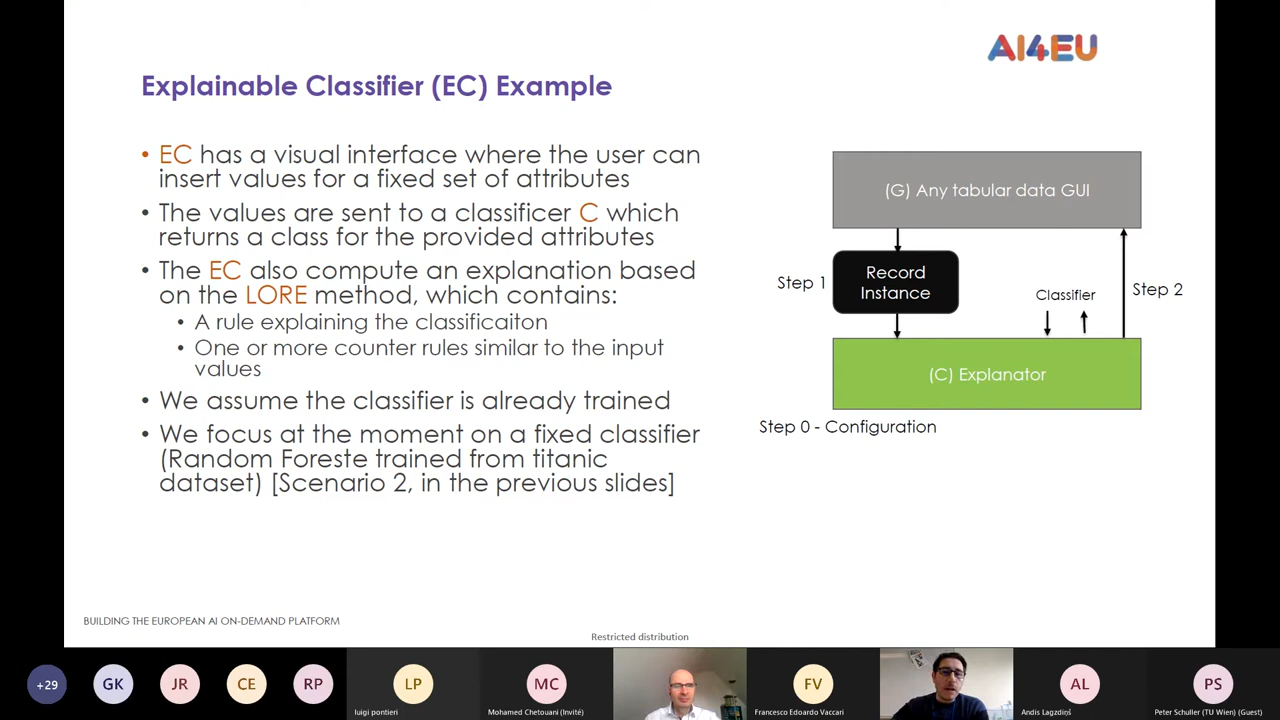 AI4EU
Explainable Classifier (EC) Example
• EC has a visual interface where the user can
insert values for a fixed set of attributes
• The values are sent to a classificer C which
returns a class for the provided attributes
• The EC also compute an explanation based
on the LORE method, which contains:
• A rule explaining the classificaiton
• One or more counter rules similar to the input
values
• We assume the classifier is already trained
• We focus at the moment on a fixed classifier
(Random Foreste trained from titanic
dataset) [Scenario 2, in the previous slides]
(G) Any tabular data GUI
Step 1
Record
Instance
Classifier
Step 2
(C) Explanator
Step 0 - Configuration
BUILDING THE EUROPEAN AI ON-DEMAND PLATFORM
Restricted distribution
+29
GK
JR
CE
RP
LP
luigi pontieri
MC
Mohamed Chetouani (Invité)
FV
Francesco Edoardo Vaccari
AL
Andis Lagzdiņš
PS
Peter Schuller (TU Wien) (Guest)